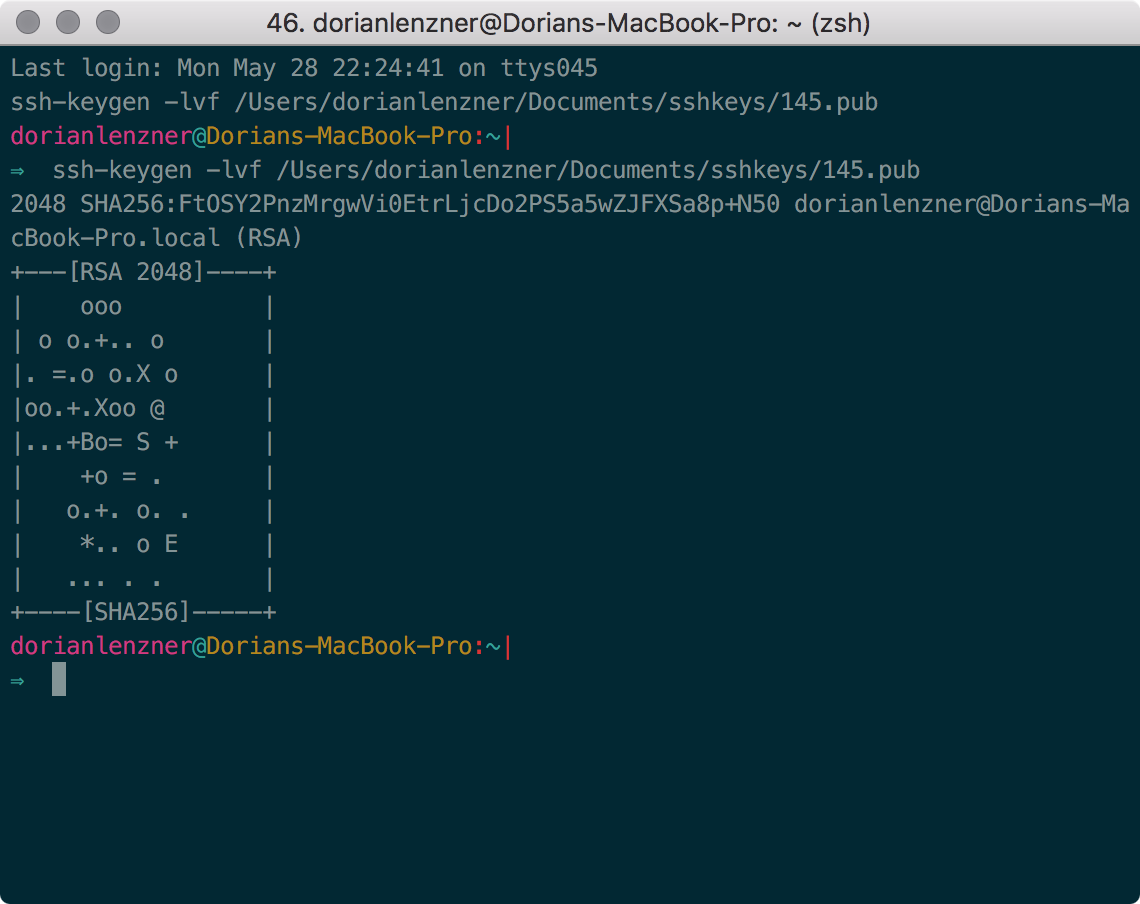 46. dorianlenzner@Dorians-MacBook-Pro: ~ (zsh)
Last login: Mon May 28 22:24:41 on ttys045
ssh-keygen -lvf /Users/dorianlenzner/Documents/sshkeys/145.pub
dorianlenzner@Dorians-MacBook-Pro:~|
⇒  ssh-keygen -lvf /Users/dorianlenzner/Documents/sshkeys/145.pub
2048 SHA256:FtOSY2PnzMrgwVi0EtrLjcDo2PS5a5wZJFXSa8p+N50 dorianlenzner@Dorians-Ma
cBook-Pro.local (RSA)
+---[RSA 2048]----+
|    ooo          |
| o o.+.. o       |
|. =.o o.X o      |
|oo.+.Xoo @       |
|...+Bo= S +      |
|    +o = .       |
|   o.+. o. .     |
|    *.. o E      |
|   ... . .       |
+----[SHA256]-----+
dorianlenzner@Dorians-MacBook-Pro:~|
⇒